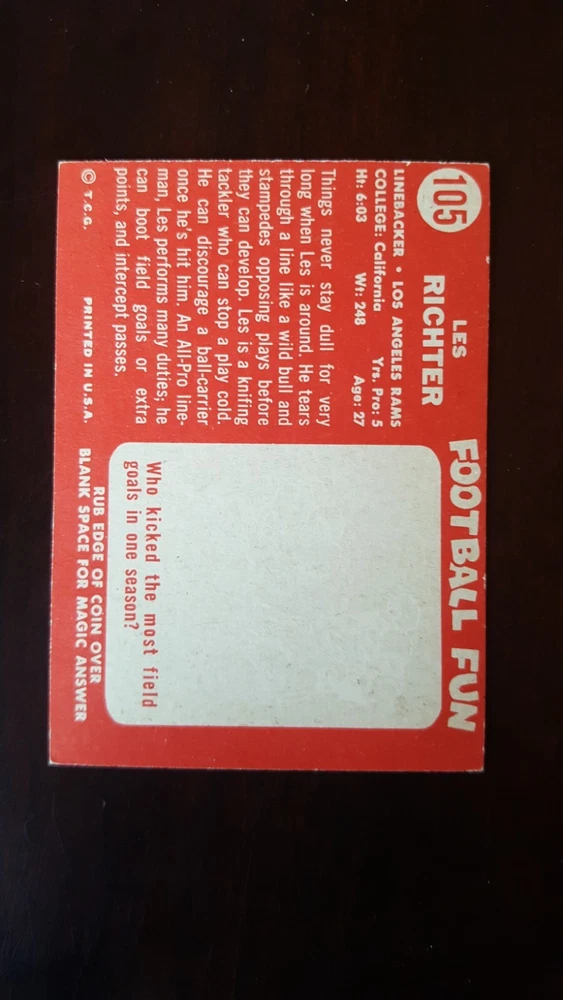 105
LES
RICHTER
LINEBACKER • LOS ANGELES RAMS
COLLEGE: California Yrs. Pro: 5
Ht: 6:03 Wt: 248 Age: 27
Things never stay dull for very
long when Les is around. He tears
through a line like a wild bull and
stampedes opposing plays before
they can develop. Les is a knifing
tackler who can stop a play cold.
He can discourage a ball-carrier
once he's hit him. An All-Pro line-
man, Les performs many duties; he
can boot field goals or extra
points, and intercept passes.
© T.C.G. PRINTED IN U.S.A.
FOOTBALL FUN
Who kicked the most field
goals in one season?
RUB EDGE OF COIN OVER
BLANK SPACE FOR MAGIC ANSWER